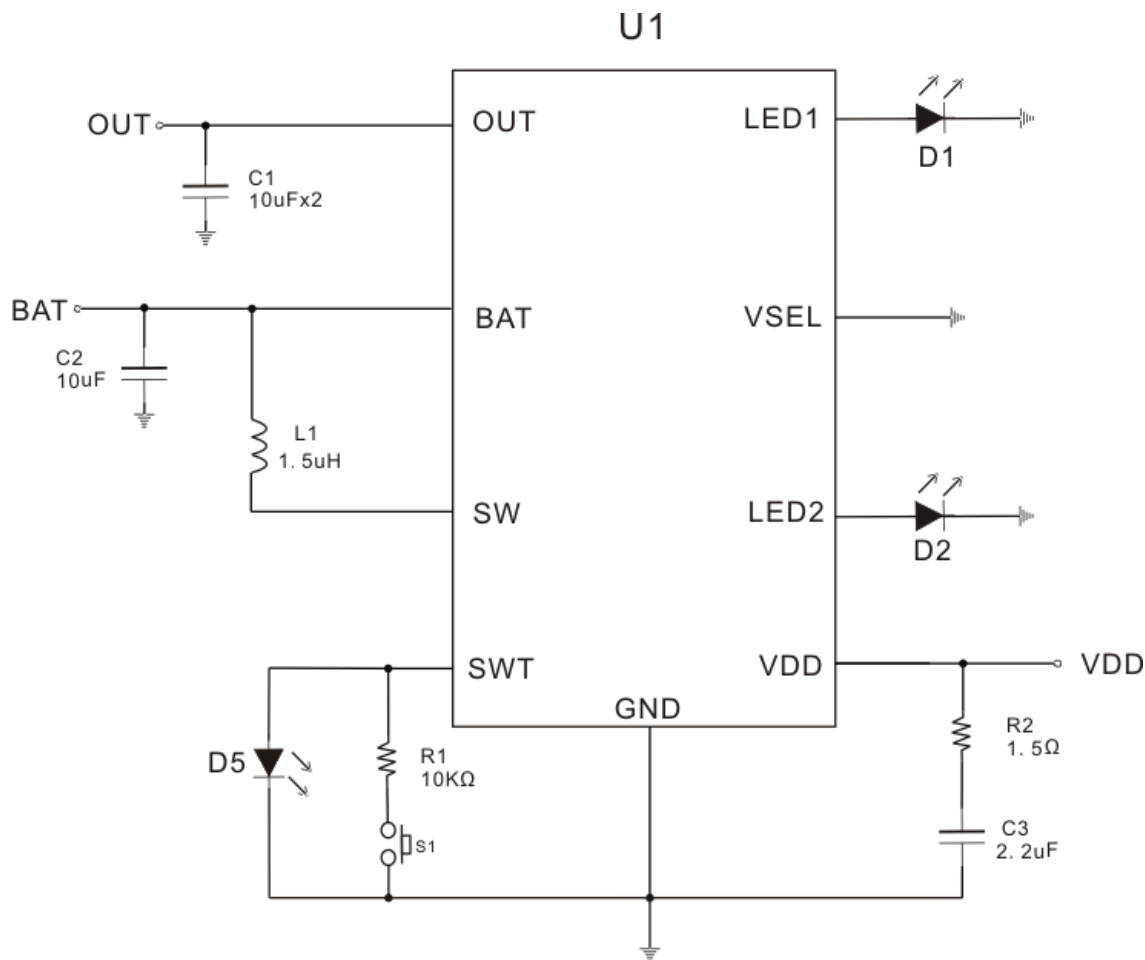 U1
OUT
OUT
LED1
D1
C1
10uFx2
BAT
BAT
VSEL
C2
10uF
L1
1.5uH
SW
LED2
D2
SWT
VDD
VDD
GND
D5
R1
10KΩ
S1
R2
1.5Ω
C3
2.2uF